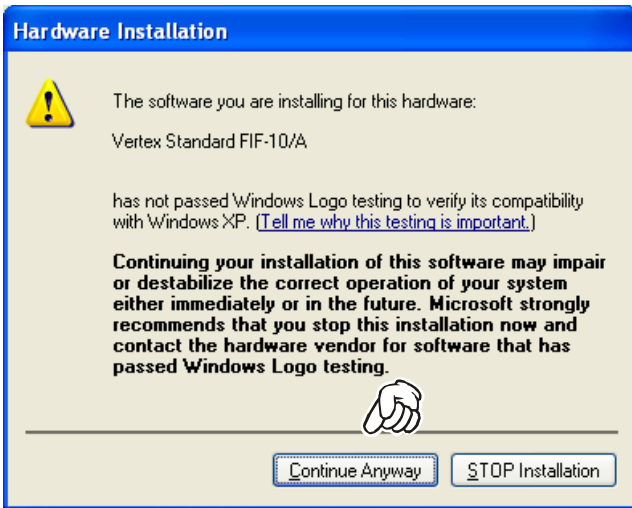 Hardware Installation
The software you are installing for this hardware:
Vertex Standard FIF-10/A
has not passed Windows Logo testing to verify its compatibility
with Windows XP. (Tell me why this testing is important.)
Continuing your installation of this software may impair
or destabilize the correct operation of your system
either immediately or in the future. Microsoft strongly
recommends that you stop this installation now and
contact the hardware vendor for software that has
passed Windows Logo testing.
Continue Anyway
STOP Installation